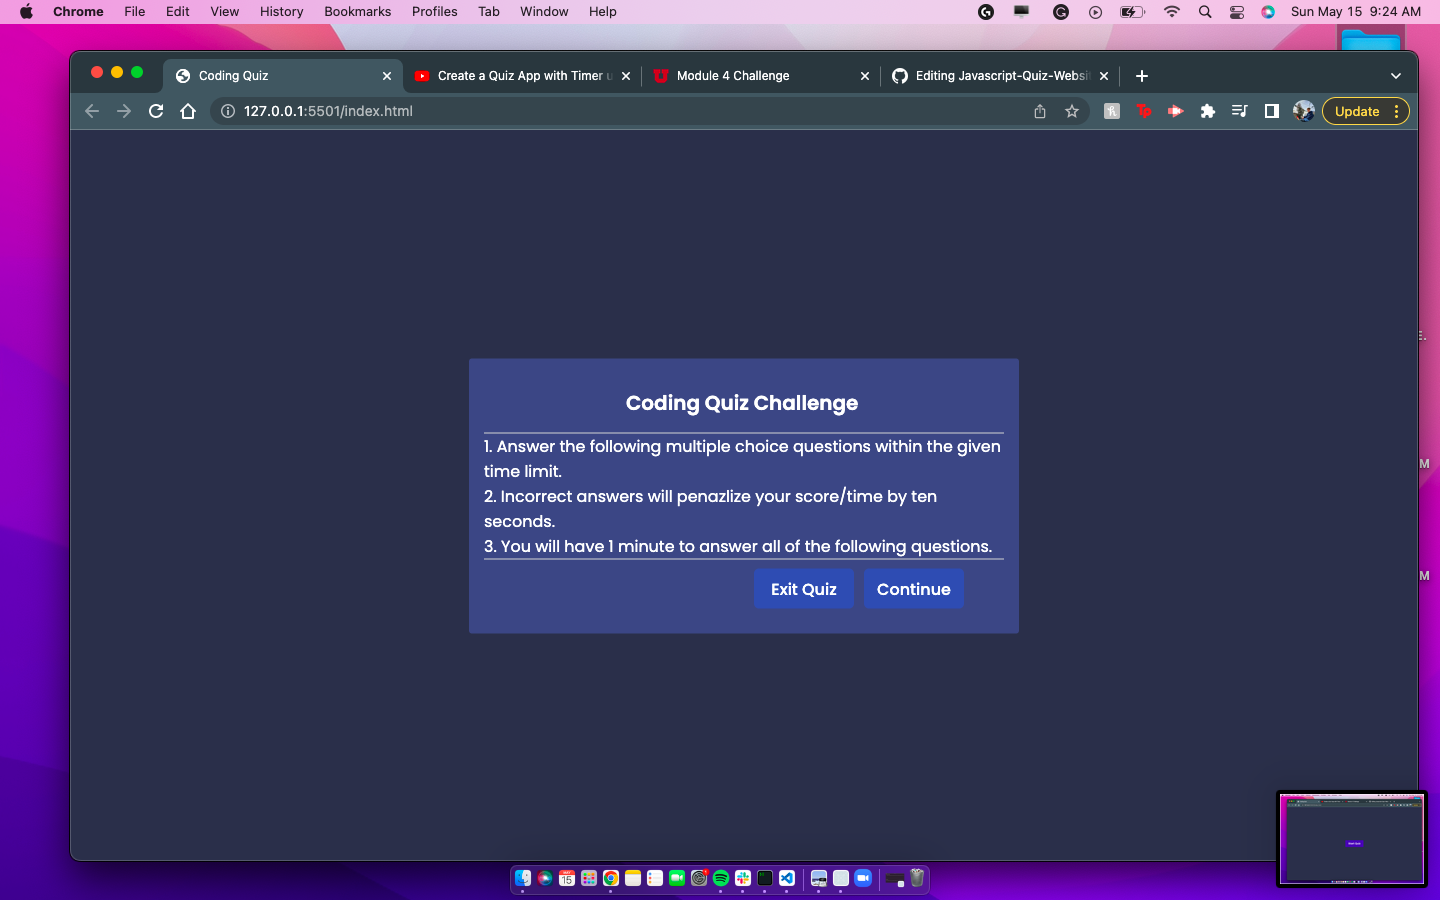 Chrome File Edit View History Bookmarks Profiles Tab Window Help Sun May 15 9:24 AM
Coding Quiz Create a Quiz App with Timer u Module 4 Challenge Editing Javascript-Quiz-Websi
127.0.0.1:5501/index.html Update
E.
Coding Quiz Challenge
1. Answer the following multiple choice questions within the given
time limit.
M
2. Incorrect answers will penazlize your score/time by ten
seconds.
3. You will have 1 minute to answer all of the following questions.
M
Exit Quiz Continue
15